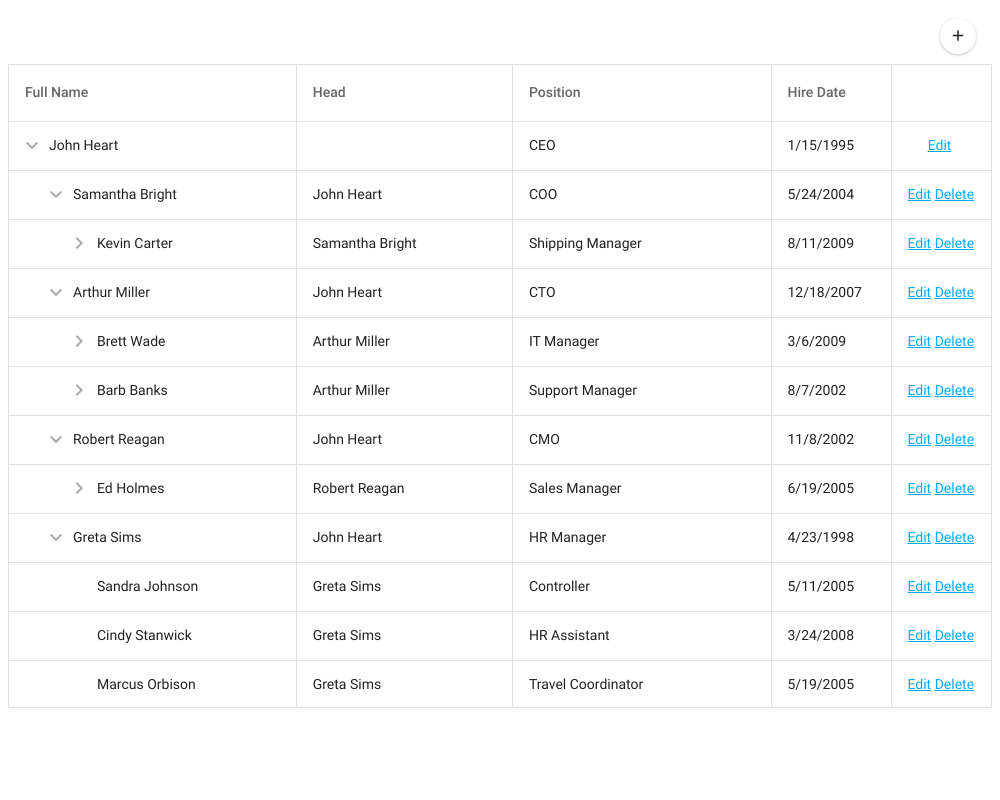 +
Full Name Head Position Hire Date
John Heart CEO 1/15/1995 Edit
Samantha Bright John Heart COO 5/24/2004 Edit Delete
Kevin Carter Samantha Bright Shipping Manager 8/11/2009 Edit Delete
Arthur Miller John Heart CTO 12/18/2007 Edit Delete
Brett Wade Arthur Miller IT Manager 3/6/2009 Edit Delete
Barb Banks Arthur Miller Support Manager 8/7/2002 Edit Delete
Robert Reagan John Heart CMO 11/8/2002 Edit Delete
Ed Holmes Robert Reagan Sales Manager 6/19/2005 Edit Delete
Greta Sims John Heart HR Manager 4/23/1998 Edit Delete
Sandra Johnson Greta Sims Controller 5/11/2005 Edit Delete
Cindy Stanwick Greta Sims HR Assistant 3/24/2008 Edit Delete
Marcus Orbison Greta Sims Travel Coordinator 5/19/2005 Edit Delete